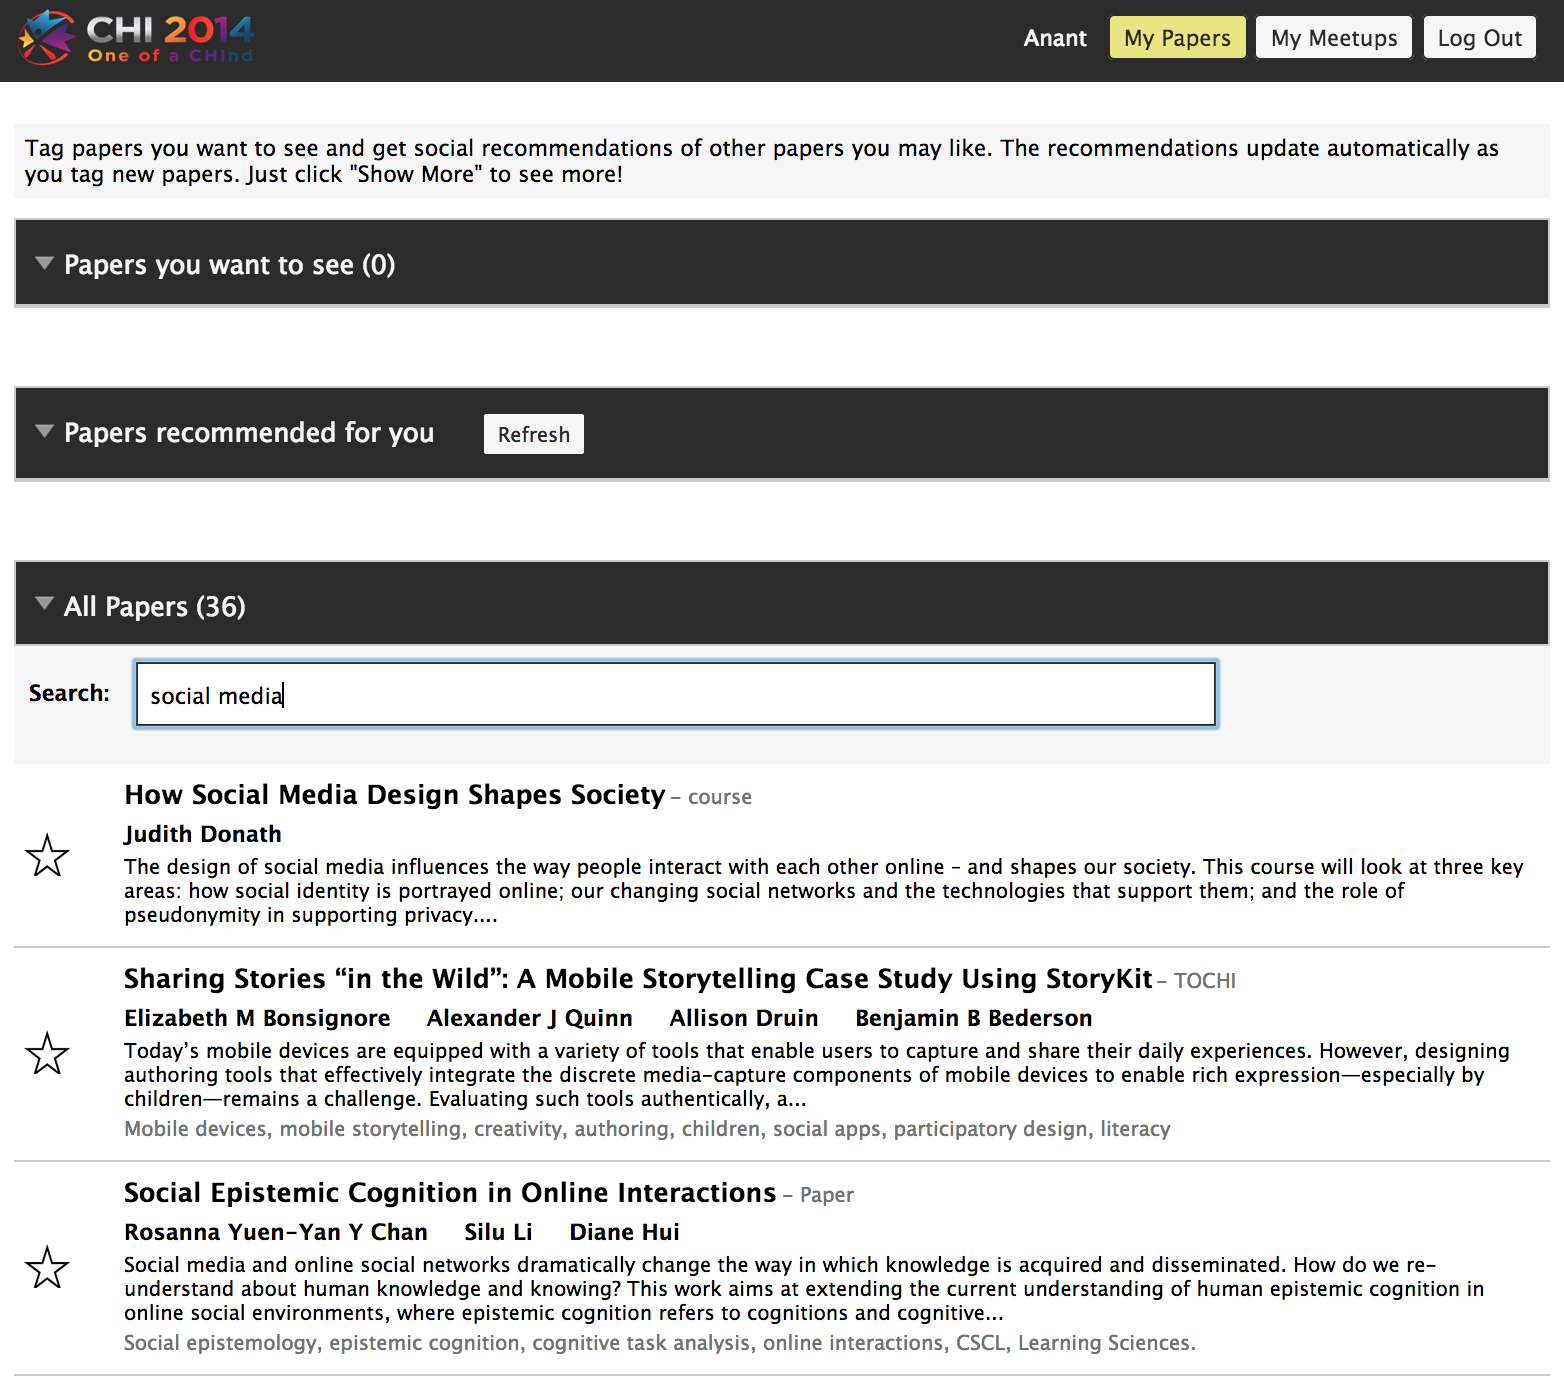 CHI 2014
One of a CHInd
Anant
My Papers
My Meetups
Log Out
Tag papers you want to see and get social recommendations of other papers you may like. The recommendations update automatically as
you tag new papers. Just click "Show More" to see more!
Papers you want to see (0)
Papers recommended for you
Refresh
All Papers (36)
Search:
social media
How Social Media Design Shapes Society – course
Judith Donath
The design of social media influences the way people interact with each other online – and shapes our society. This course will look at three key
areas: how social identity is portrayed online; our changing social networks and the technologies that support them; and the role of
pseudonymity in supporting privacy....
Sharing Stories “in the Wild”: A Mobile Storytelling Case Study Using StoryKit – TOCHI
Elizabeth M Bonsignore Alexander J Quinn Allison Druin Benjamin B Bederson
Today’s mobile devices are equipped with a variety of tools that enable users to capture and share their daily experiences. However, designing
authoring tools that effectively integrate the discrete media-capture components of mobile devices to enable rich expression—especially by
children—remains a challenge. Evaluating such tools authentically, a...
Mobile devices, mobile storytelling, creativity, authoring, children, social apps, participatory design, literacy
Social Epistemic Cognition in Online Interactions – Paper
Rosanna Yuen-Yan Y Chan Silu Li Diane Hui
Social media and online social networks dramatically change the way in which knowledge is acquired and disseminated. How do we re-
understand about human knowledge and knowing? This work aims at extending the current understanding of human epistemic cognition in
online social environments, where epistemic cognition refers to cognitions and cognitive...
Social epistemology, epistemic cognition, cognitive task analysis, online interactions, CSCL, Learning Sciences.